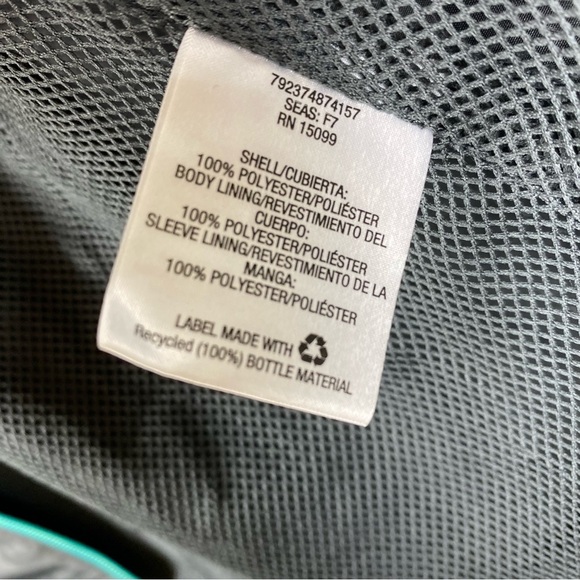 792374874157
SEAS: F7
RN 15099
SHELL/CUBIERTA:
100% POLYESTER/POLIÉSTER
BODY LINING/REVESTIMIENTO DEL
CUERPO:
100% POLYESTER/POLIÉSTER
SLEEVE LINING/REVESTIMIENTO DE LA
MANGA:
100% POLYESTER/POLIÉSTER
LABEL MADE WITH
Recycled (100%) BOTTLE MATERIAL